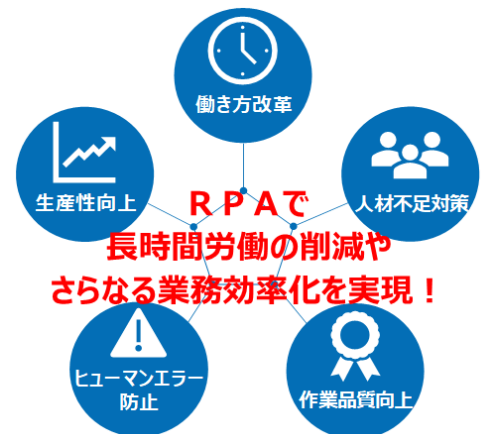 働き方改革
生産性向上
人材不足対策
ＲＰＡで
長時間労働の削減や
さらなる業務効率化を実現！
ヒューマンエラー
防止
作業品質向上